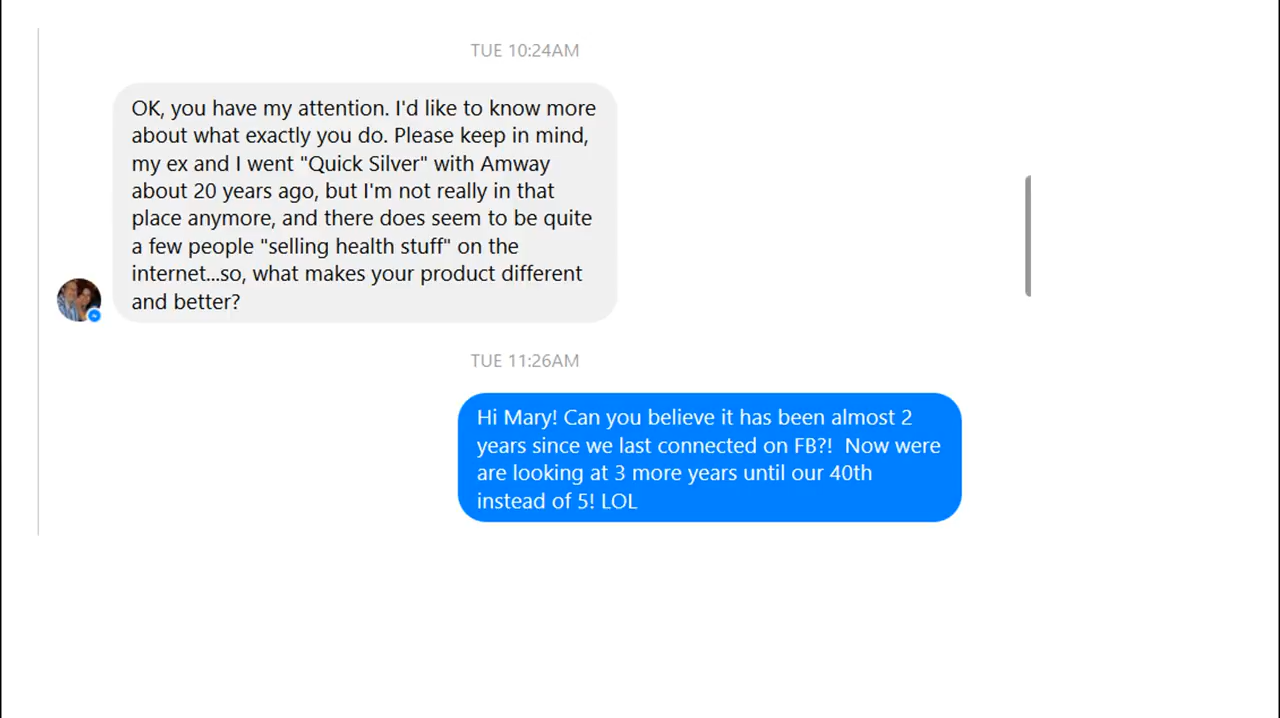 TUE 10:24AM
OK, you have my attention. I'd like to know more
about what exactly you do. Please keep in mind,
my ex and I went "Quick Silver" with Amway
about 20 years ago, but I'm not really in that
place anymore, and there does seem to be quite
a few people "selling health stuff" on the
internet...so, what makes your product different
and better?
TUE 11:26AM
Hi Mary! Can you believe it has been almost 2
years since we last connected on FB?!  Now were
are looking at 3 more years until our 40th
instead of 5! LOL